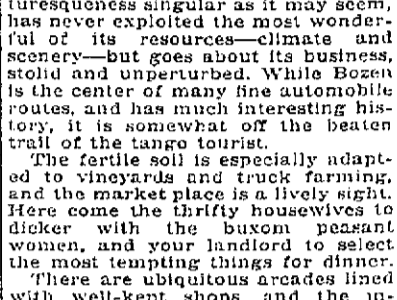 turesqueness singular as it may seem,
has never exploited the most wonder-
ful of its resources—climate and
scenery—but goes about its business,
stolid and unperturbed. While Bozen
is the center of many fine automobile
routes, and has much interesting his-
tory, it is somewhat off the beaten
trail of the tango tourist.
The fertile soil is especially adapt-
ed to vineyards and truck farming,
and the market place is a lively sight.
Here come the thrifty housewives to
dicker with the buxom peasant
women, and your landlord to select
the most tempting things for dinner.
There are ubiquitous arcades lined
with well-kept shops, and the un-